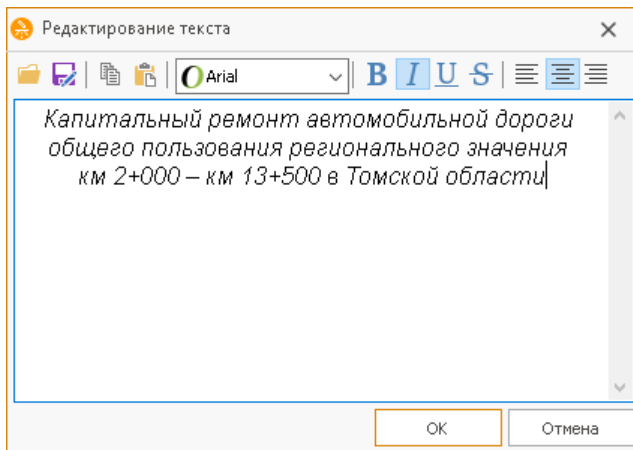 Редактирование текста
Arial
B I U S
Капитальный ремонт автомобильной дороги
общего пользования регионального значения
км 2+000 – км 13+500 в Томской области
ОК
Отмена